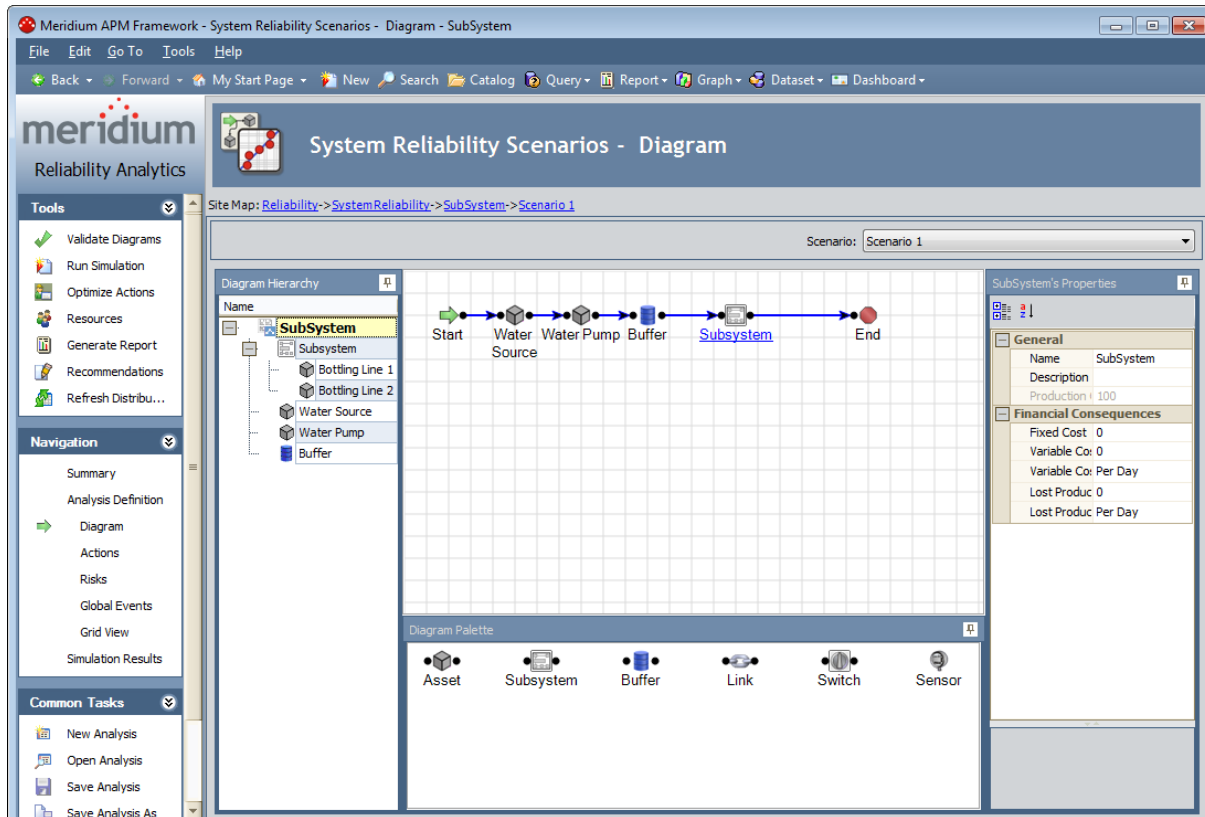 Meridium APM Framework - System Reliability Scenarios - Diagram - SubSystem
File Edit Go To Tools Help
Back Forward My Start Page New Search Catalog Query Report Graph Dataset Dashboard
meridium
Reliability Analytics
System Reliability Scenarios - Diagram
Site Map: Reliability->SystemReliability->SubSystem->Scenario 1
Scenario: Scenario 1
Tools
Validate Diagrams
Run Simulation
Optimize Actions
Resources
Generate Report
Recommendations
Refresh Distribu...
Navigation
Summary
Analysis Definition
Diagram
Actions
Risks
Global Events
Grid View
Simulation Results
Common Tasks
New Analysis
Open Analysis
Save Analysis
Save Analysis As
Diagram Hierarchy
Name
SubSystem
Subsystem
Bottling Line 1
Bottling Line 2
Water Source
Water Pump
Buffer
Start
Water Source
Water Pump
Buffer
Subsystem
End
Diagram Palette
Asset Subsystem Buffer Link Switch Sensor
SubSystem's Properties
General
Name SubSystem
Description
Production 100
Financial Consequences
Fixed Cost 0
Variable Co 0
Variable Co Per Day
Lost Produc 0
Lost Produc Per Day